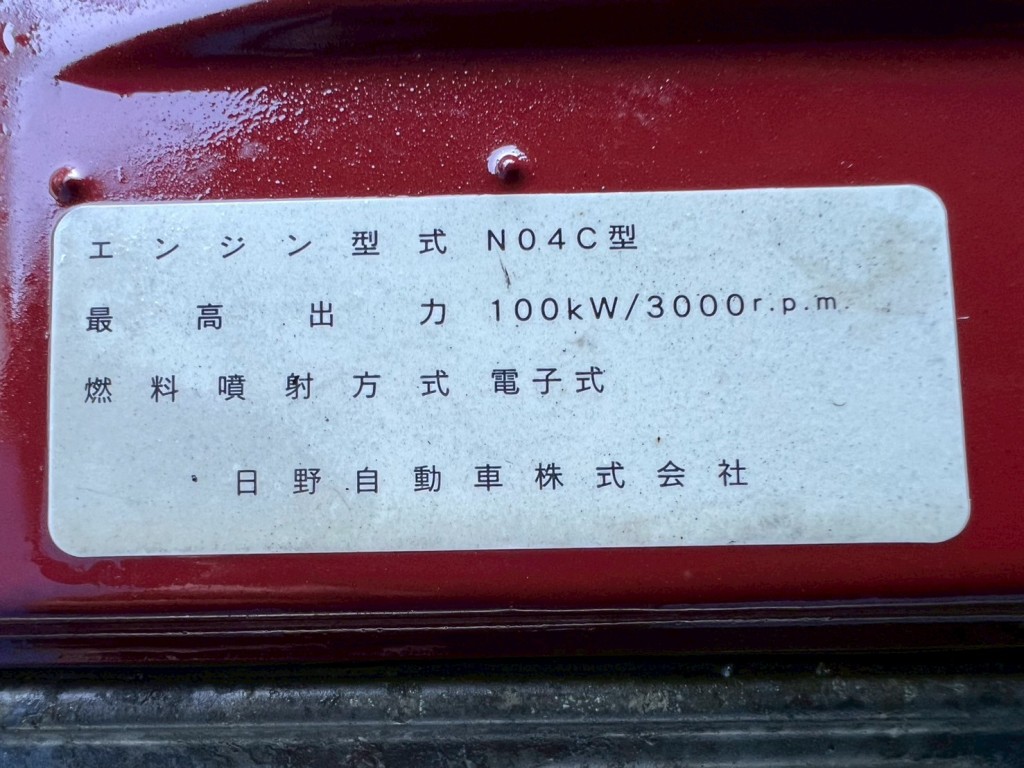 エンジン型式 N04C型
最高出力 100kW/3000r.p.m.
燃料噴射方式 電子式
日野自動車株式会社